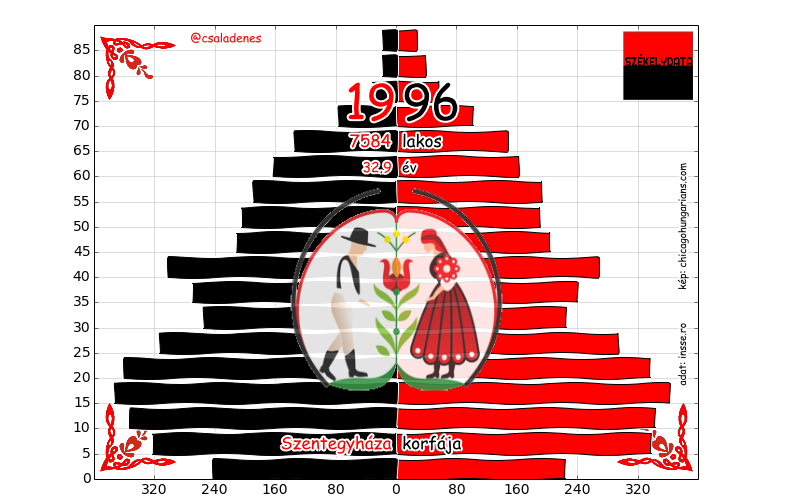 @csaladenes
SZÉKELYDATA
1996
7584 lakos
32.9 év
kép: chicagohungarians.com
adat: insse.ro
Szentegyháza korfája
85
80
75
70
65
60
55
50
45
40
35
30
25
20
15
10
5
0
320 240 160 80 0 80 160 240 320